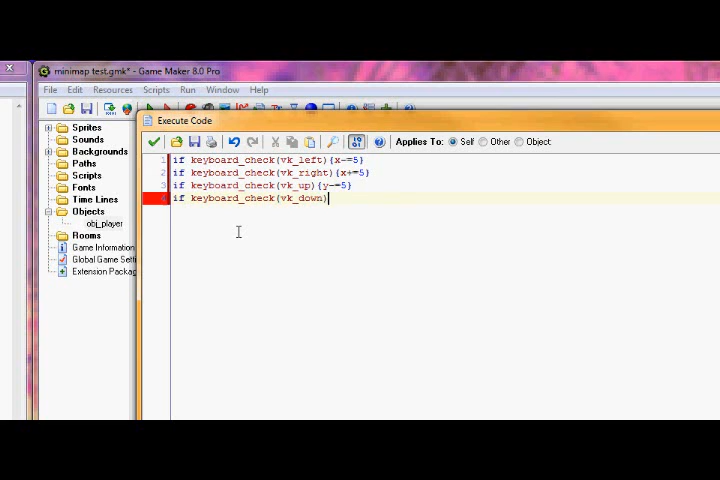 minimap test.gmk* - Game Maker 8.0 Pro
File Edit Resources Scripts Run Window Help
Execute Code
Applies To: Self Other Object
Sprites
Sounds
Backgrounds
Paths
Scripts
Fonts
Time Lines
Objects
obj_player
Rooms
Game Information
Global Game Setti
Extension Package
1 if keyboard_check(vk_left){x-=5}
2 if keyboard_check(vk_right){x+=5}
3 if keyboard_check(vk_up){y-=5}
4 if keyboard_check(vk_down)